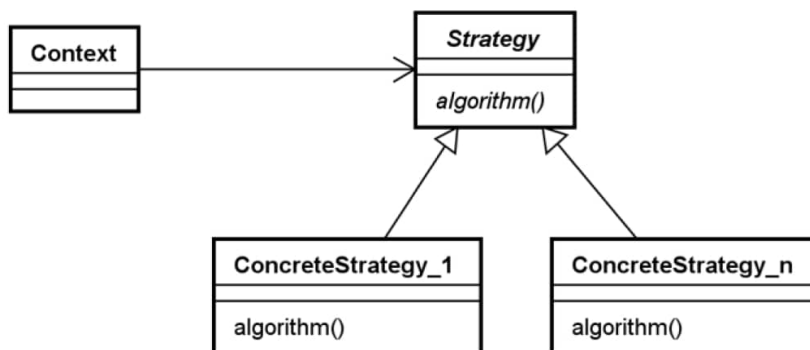 Context
Strategy
algorithm()
ConcreteStrategy_1
algorithm()
ConcreteStrategy_n
algorithm()